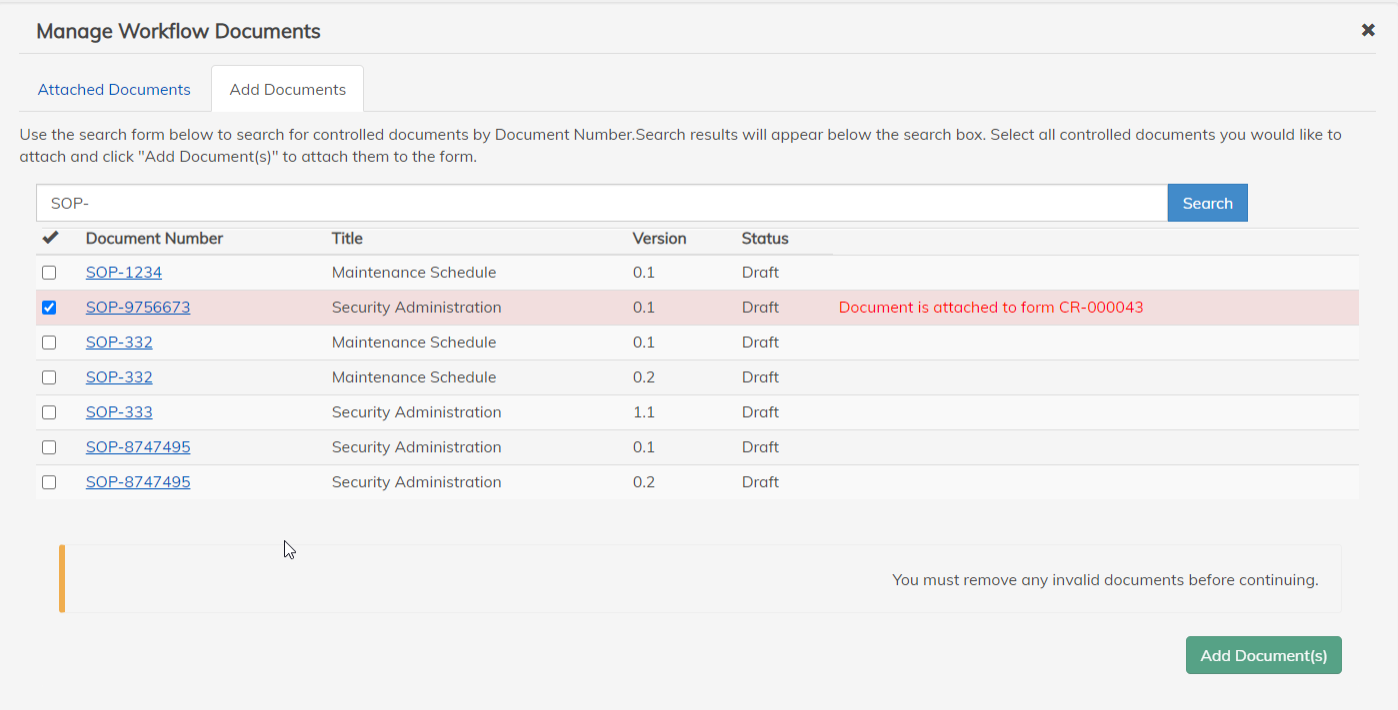 Manage Workflow Documents
Attached Documents
Add Documents
Use the search form below to search for controlled documents by Document Number.Search results will appear below the search box. Select all controlled documents you would like to
attach and click "Add Document(s)" to attach them to the form.
SOP-
Search
Document Number Title Version Status
SOP-1234 Maintenance Schedule 0.1 Draft
SOP-9756673 Security Administration 0.1 Draft Document is attached to form CR-000043
SOP-332 Maintenance Schedule 0.1 Draft
SOP-332 Maintenance Schedule 0.2 Draft
SOP-333 Security Administration 1.1 Draft
SOP-8747495 Security Administration 0.1 Draft
SOP-8747495 Security Administration 0.2 Draft
You must remove any invalid documents before continuing.
Add Document(s)